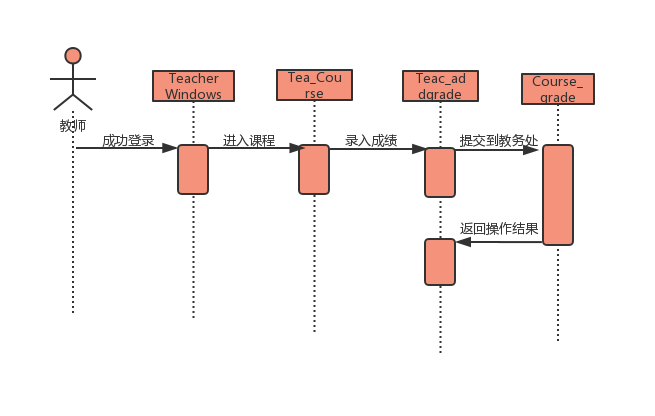 Teacher
Windows
Tea_Cou
rse
Teac_ad
dgrade
Course_
grade
教师
成功登录
进入课程
录入成绩
提交到教务处
返回操作结果